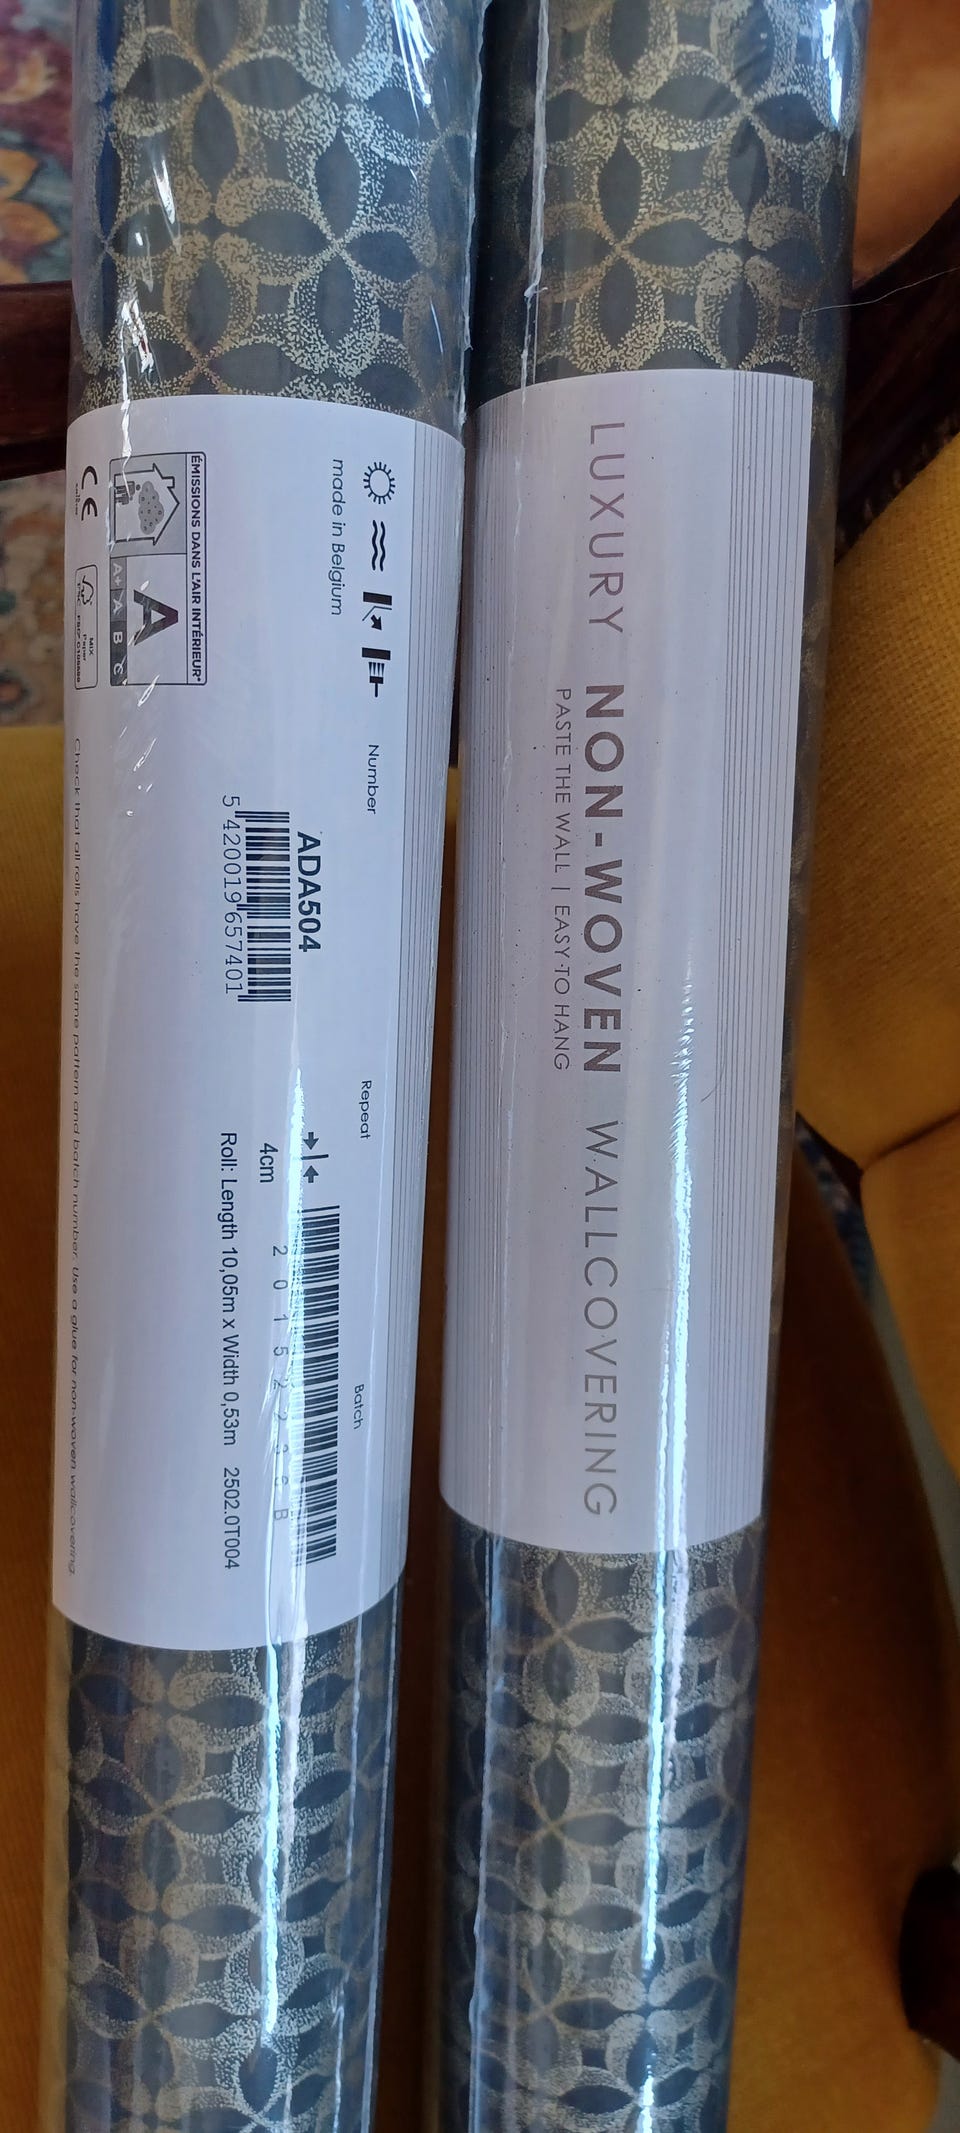 made in Belgium
ÉMISSIONS DANS L'AIR INTÉRIEUR*
A
A+ A B C
CE
MIX
Paper
Number
ADA504
5 420019 657401
Repeat
4cm
Batch
2 0 1 5 2 2 3 6 B
Roll: Length 10,05m x Width 0,53m 2502.0T004
Check that all rolls have the same pattern and batch number. Use a glue for non-woven wallcovering.
LUXURY NON-WOVEN WALLCOVERING
PASTE THE WALL | EASY TO HANG